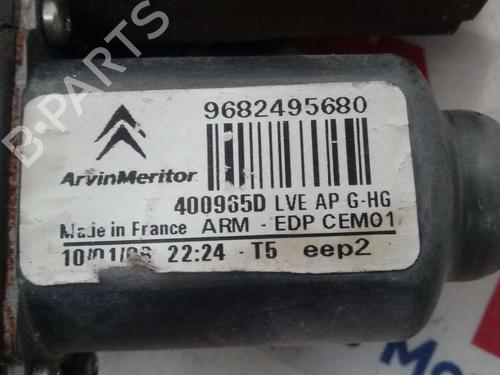 B-PARTS
9682495680
ArvinMeritor
400965D LVE AP G-HG
Made in France ARM - EDP CEM01
22:24 - T5 eep2